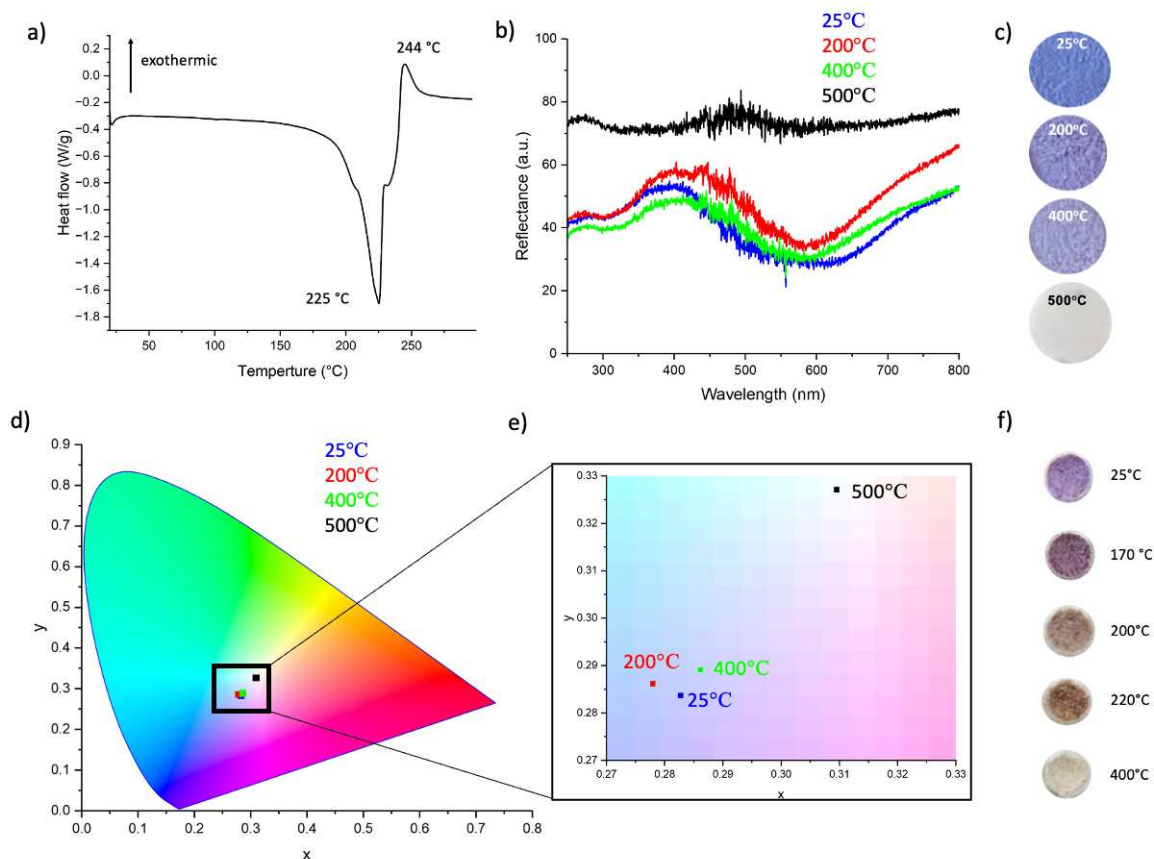 a)
exothermic
244 °C
225 °C
Heat flow (W/g)
0.2
0.0
−0.2
−0.4
−0.6
−0.8
−1.0
−1.2
−1.4
−1.6
−1.8
50
100
150
200
250
Temperture (°C)
b)
25°C
200°C
400°C
500°C
Reflectance (a.u.)
100
80
60
40
20
0
300
400
500
600
700
800
Wavelength (nm)
c)
25°C
200°C
400°C
500°C
d)
25°C
200°C
400°C
500°C
y
0.9
0.8
0.7
0.6
0.5
0.4
0.3
0.2
0.1
0.0
0.0
0.1
0.2
0.3
0.4
0.5
0.6
0.7
0.8
x
e)
y
0.33
0.32
0.31
0.30
0.29
0.28
0.27
500°C
200°C
400°C
25°C
0.27
0.28
0.29
0.30
0.31
0.32
0.33
x
f)
25°C
170 °C
200°C
220°C
400°C